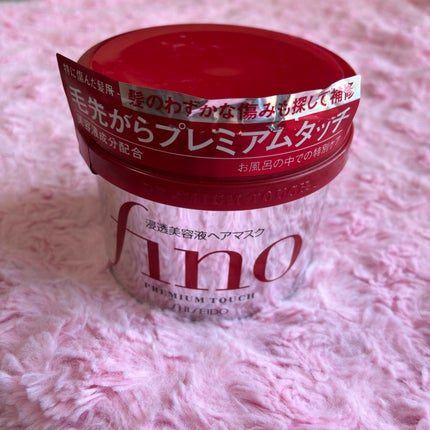 特に傷んだ髪用
髪のわずかな傷みも探して補修
毛先がらプレミアムタッチ
美容液成分配合
お風呂の中での特別ケア
PREMIUM TOUCH
浸透美容液ヘアマスク
fino
PREMIUM TOUCH
SHISEIDO